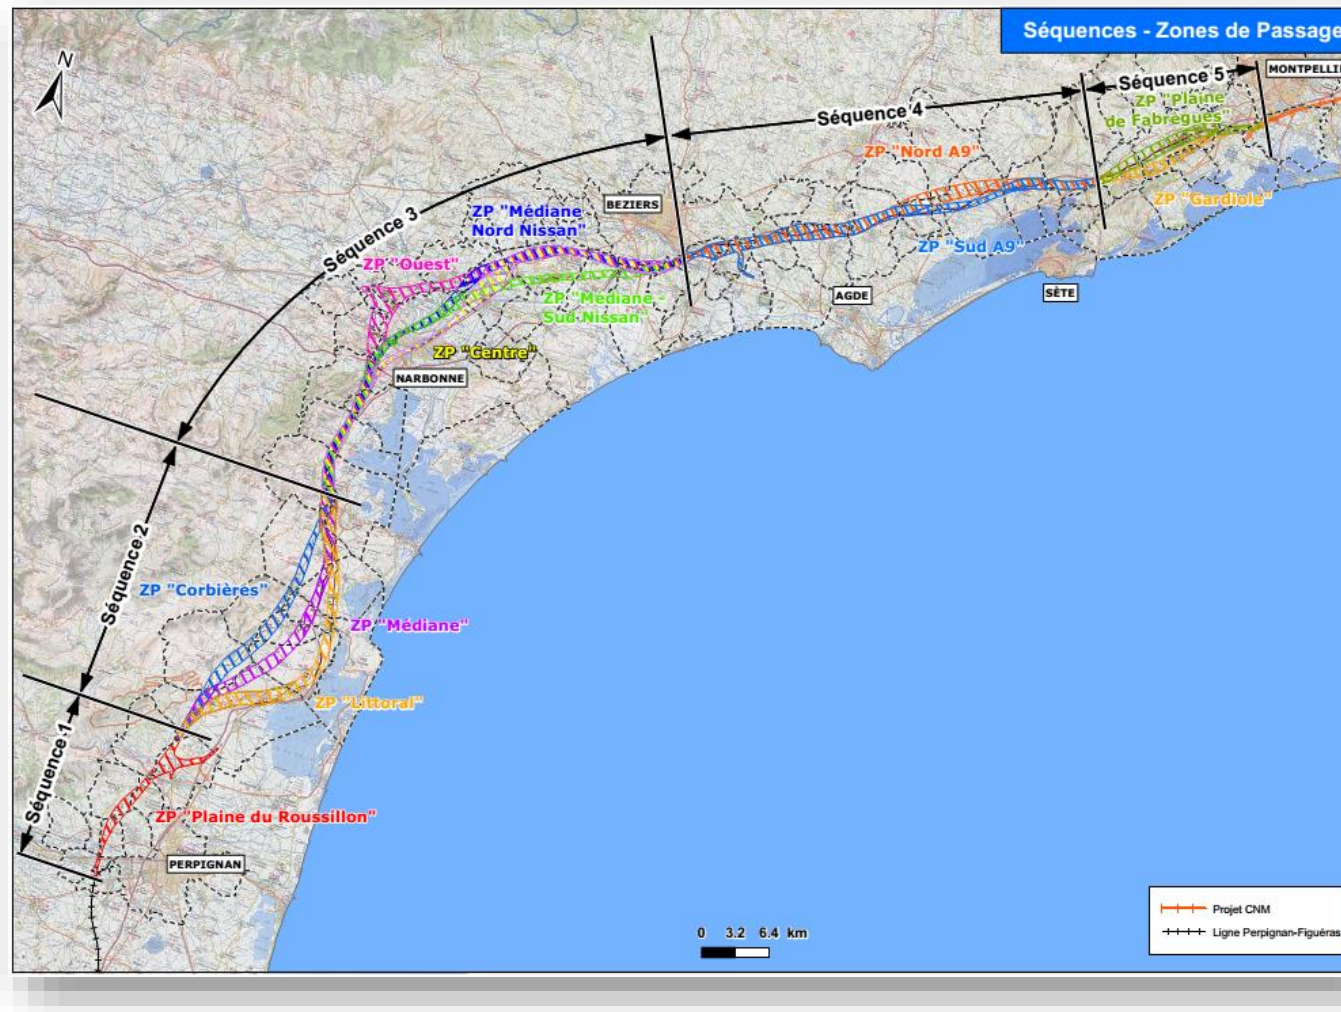 Séquences - Zones de Passage
N
MONTPELLI
Séquence 5
ZP "Plaine
de Fabrègues"
Séquence 4
ZP "Nord A9"
ZP "Gardiole"
BEZIERS
Séquence 3
ZP "Médiane
Nord Nissan"
ZP "Sud A9"
ZP "Ouest"
AGDE
SÈTE
ZP "Médiane -
Sud Nissan"
ZP "Centre"
NARBONNE
Séquence 2
ZP "Corbières"
ZP "Médiane"
ZP "Littoral"
Séquence 1
ZP "Plaine du Roussillon"
PERPIGNAN
0 3.2 6.4 km
Projet CNM
Ligne Perpignan-Figuéras